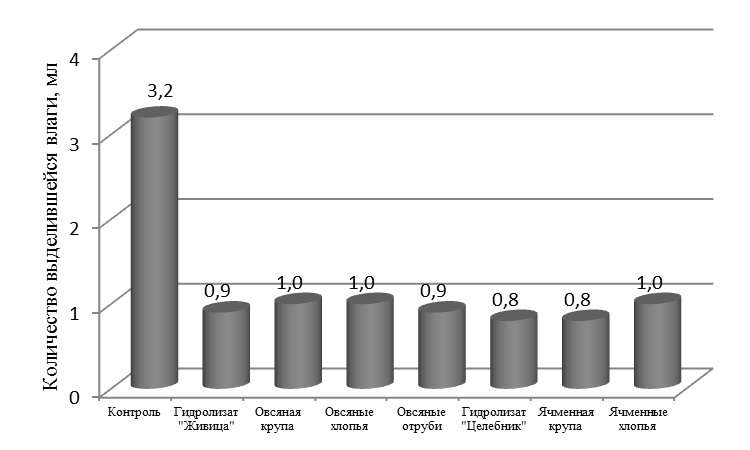 Количество выделившейся влаги, мл
4
3
2
1
0
3,2
0,9
1,0
1,0
0,9
0,8
0,8
1,0
Контроль
Гидролизат
"Живица"
Овсяная
крупа
Овсяные
хлопья
Овсяные
отруби
Гидролизат
"Целебник"
Ячменная
крупа
Ячменные
хлопья